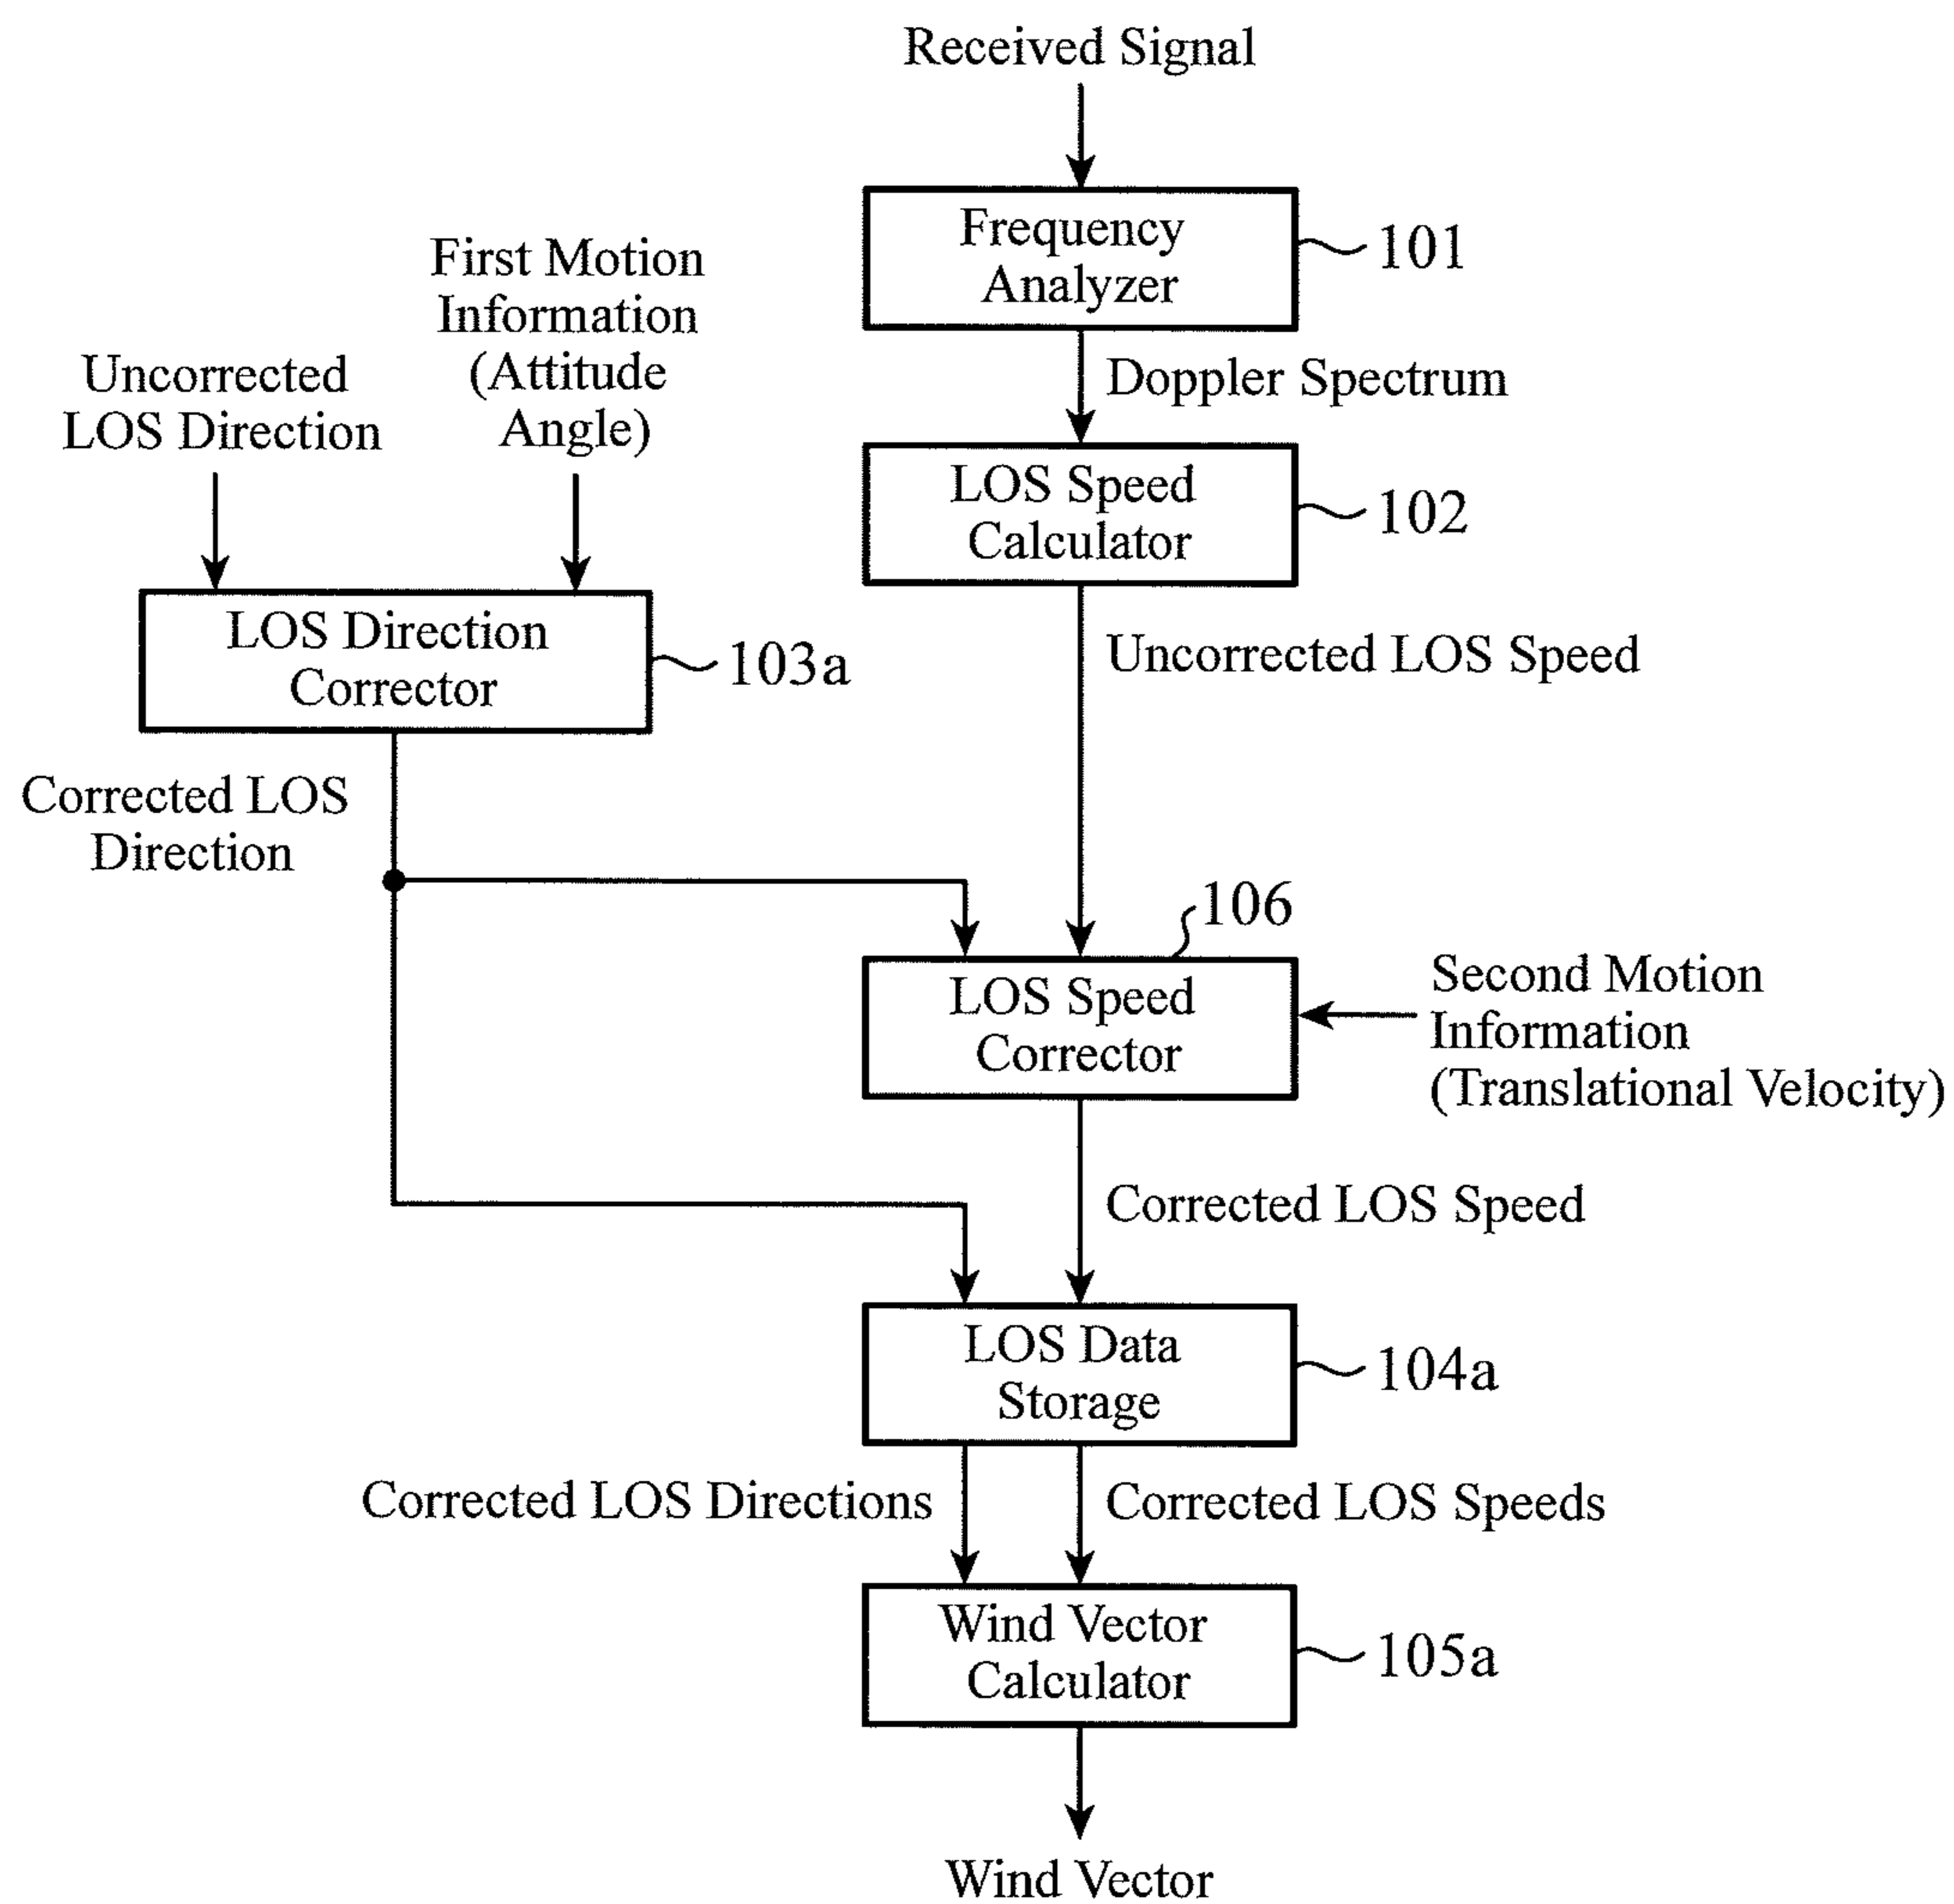 Received Signal
Frequency
Analyzer
101
First Motion
Information
(Attitude
Angle)
Uncorrected
LOS Direction
Doppler Spectrum
LOS Speed
Calculator
102
LOS Direction
Corrector
103a
Uncorrected LOS Speed
Corrected LOS
Direction
106
LOS Speed
Corrector
Second Motion
Information
(Translational Velocity)
Corrected LOS Speed
LOS Data
Storage
104a
Corrected LOS Directions
Corrected LOS Speeds
Wind Vector
Calculator
105a
Wind Vector